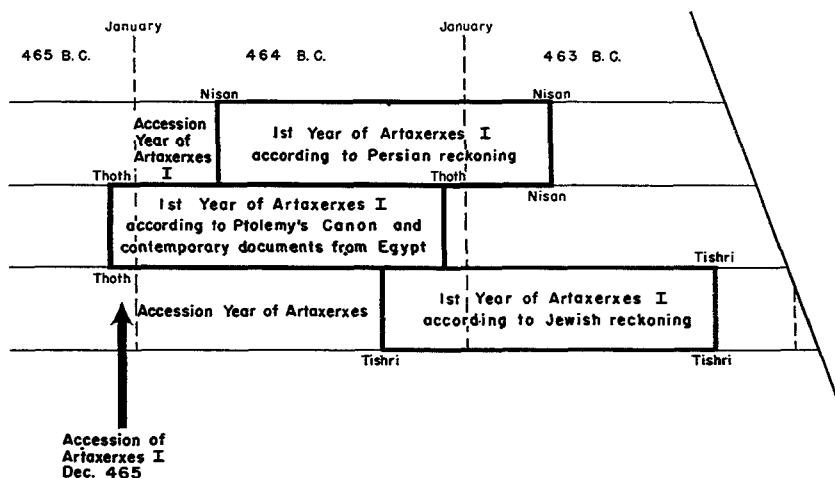 January
January
465 B.C.
464 B.C.
463 B.C.
Nisan
Nisan
Accession
Year of
Artaxerxes
I
1st Year of Artaxerxes I
according to Persian reckoning
Thoth
Thoth
Nisan
1st Year of Artaxerxes I
according to Ptolemy's Canon and
contemporary documents from Egypt
Tishri
Thoth
Accession Year of Artaxerxes
1st Year of Artaxerxes I
according to Jewish reckoning
Tishri
Tishri
Accession of
Artaxerxes I
Dec. 465